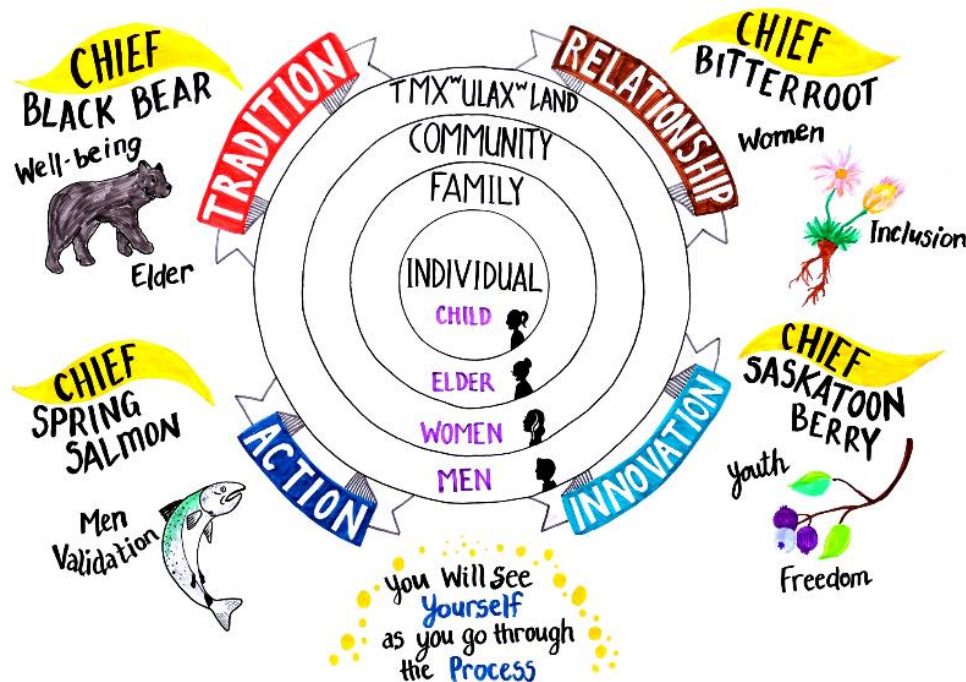 CHIEF
BLACK BEAR
Well-being
Elder
TRADITION
RELATIONSHIP
CHIEF
BITTERROOT
Women
Inclusion
TMXʷULAXʷ LAND
COMMUNITY
FAMILY
INDIVIDUAL
CHILD
ELDER
WOMEN
MEN
CHIEF
SPRING
SALMON
Men
Validation
ACTION
INNOVATION
CHIEF
SASKATOON
BERRY
youth
Freedom
you Will See
Yourself
as you go through
the Process